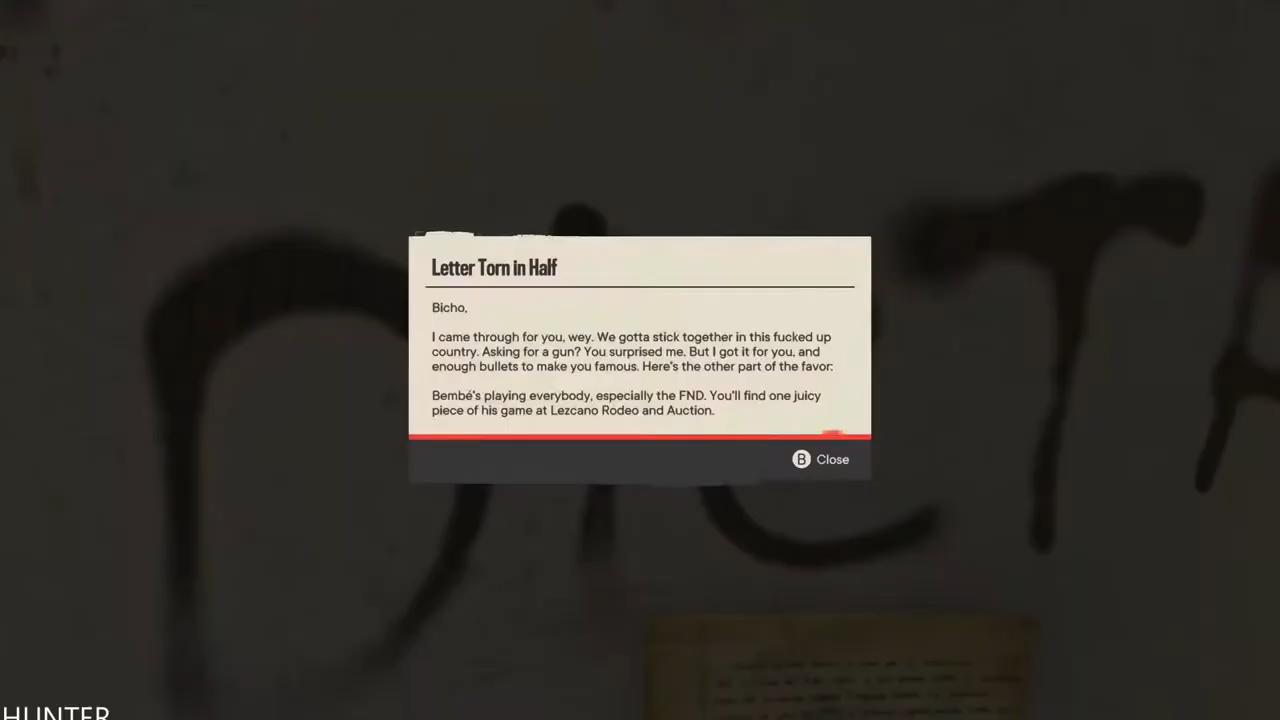 Letter Torn in Half
Bicho,
I came through for you, wey. We gotta stick together in this fucked up
country. Asking for a gun? You surprised me. But I got it for you, and
enough bullets to make you famous. Here's the other part of the favor:
Bembé's playing everybody, especially the FND. You'll find one juicy
piece of his game at Lezcano Rodeo and Auction.
B Close
HUNTER